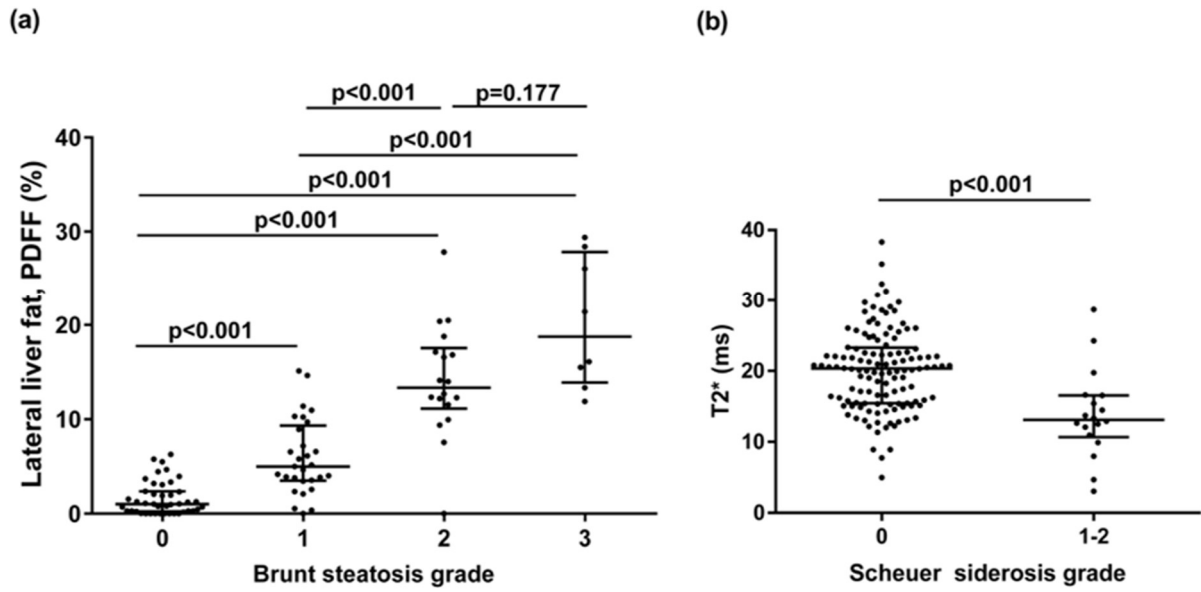 (a)
p<0.001 p=0.177
p<0.001
p<0.001
p<0.001
p<0.001
Lateral liver fat, PDFF (%)
40
30
20
10
0
0 1 2 3
Brunt steatosis grade
(b)
p<0.001
T2* (ms)
40
30
20
10
0
0 1-2
Scheuer siderosis grade